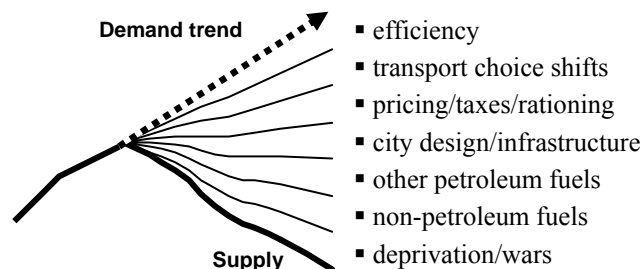 Demand trend
▪ efficiency
▪ transport choice shifts
▪ pricing/taxes/rationing
▪ city design/infrastructure
▪ other petroleum fuels
▪ non-petroleum fuels
▪ deprivation/wars
Supply